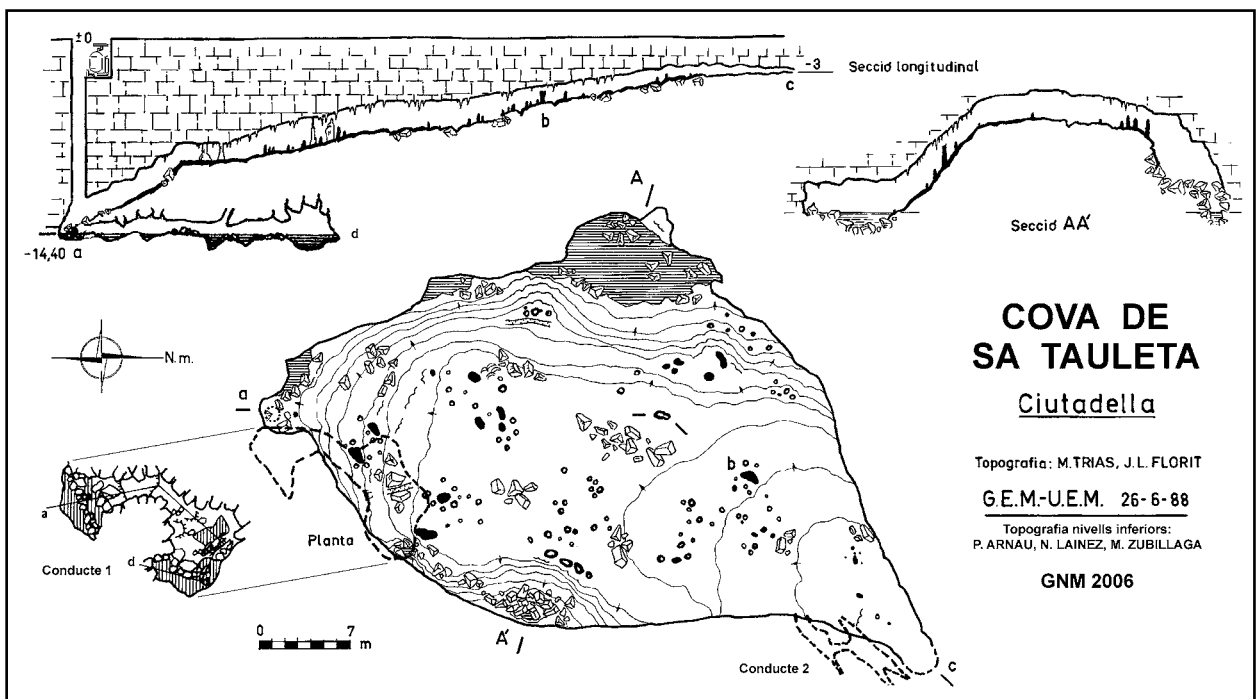 ±0
-3
c
Secció longitudinal
b
-14,40 a
d
Secció AA'
A
N.m.
a
b
Planta
a
d
Conducte 1
A'
0 7
m
Conducte 2
c
COVA DE
SA TAULETA
Ciutadella
Topografia: M. TRIAS, J.L. FLORIT
G.E.M.-U.E.M. 26-6-88
Topografia nivells inferiors:
P. ARNAU, N. LAINEZ, M. ZUBILLAGA
GNM 2006